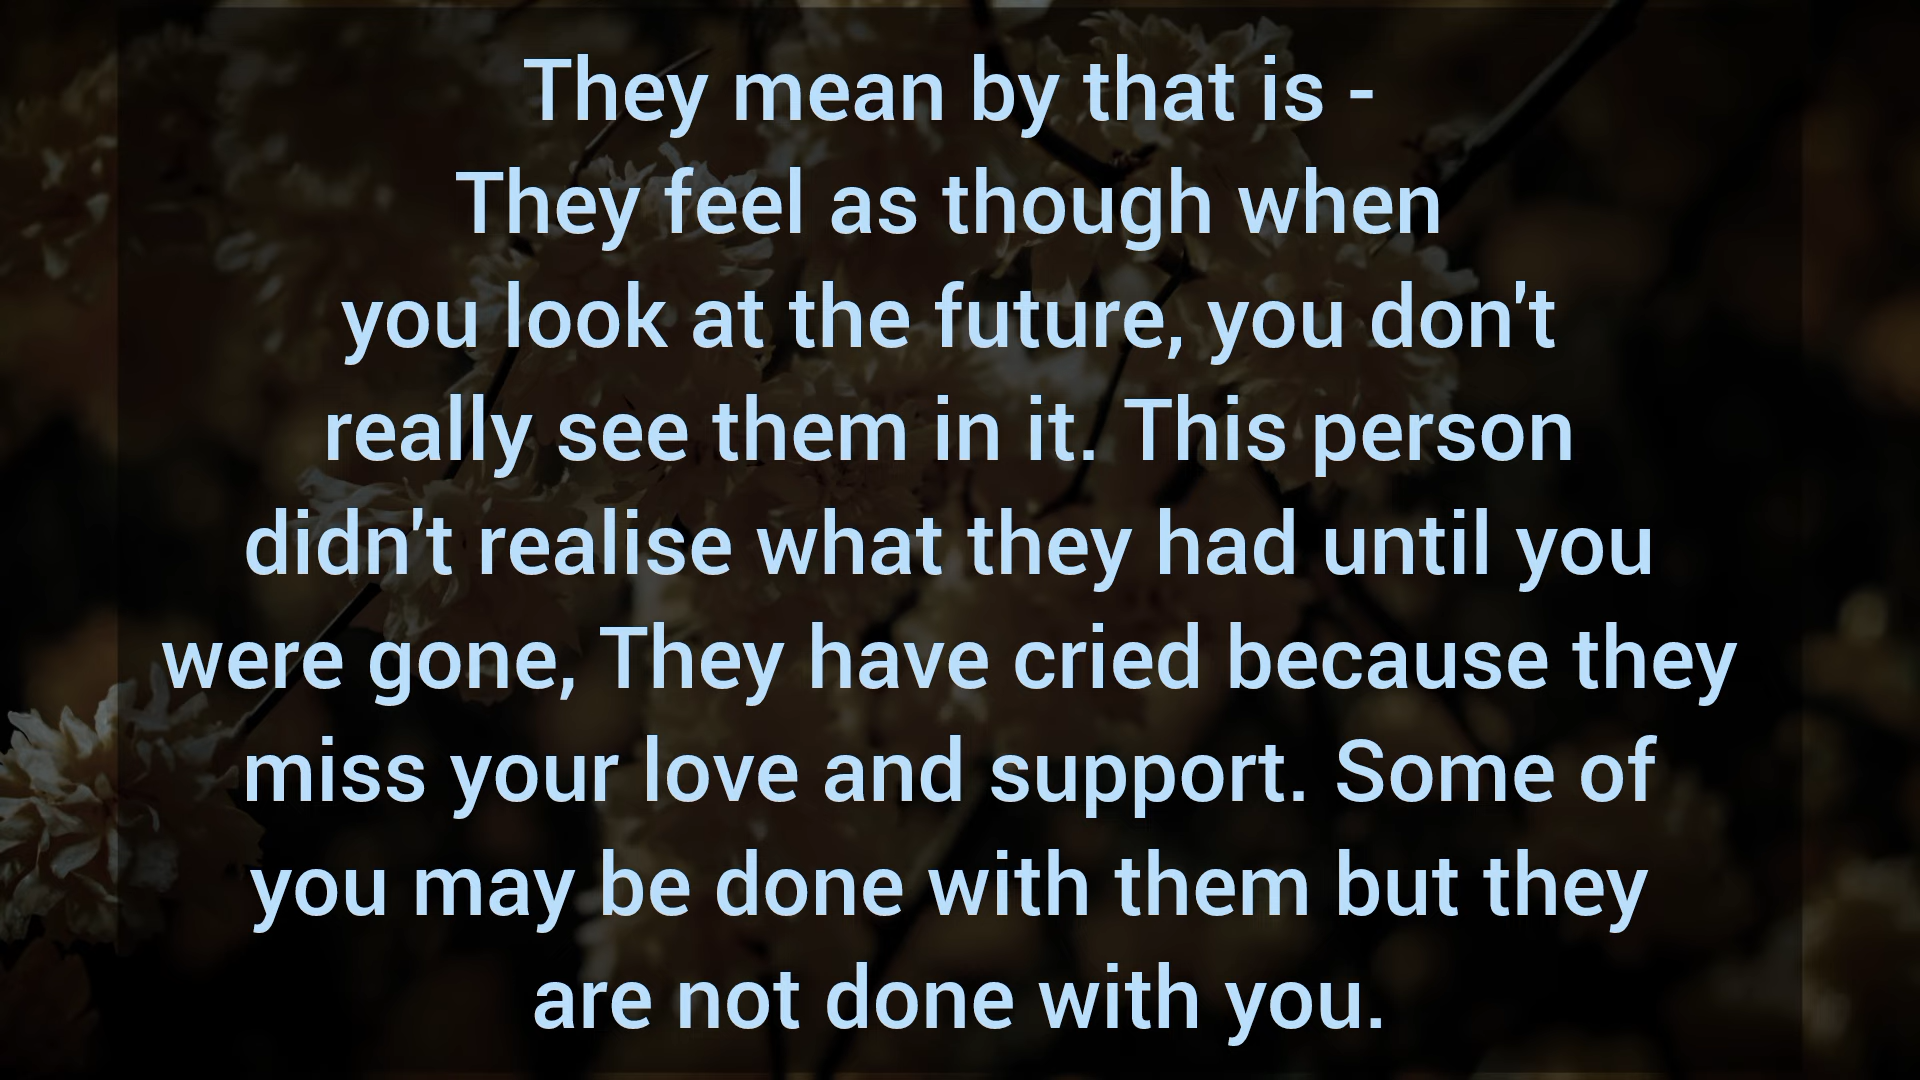 They mean by that is -
They feel as though when
you look at the future, you don't
really see them in it. This person
didn't realise what they had until you
were gone, They have cried because they
miss your love and support. Some of
you may be done with them but they
are not done with you.